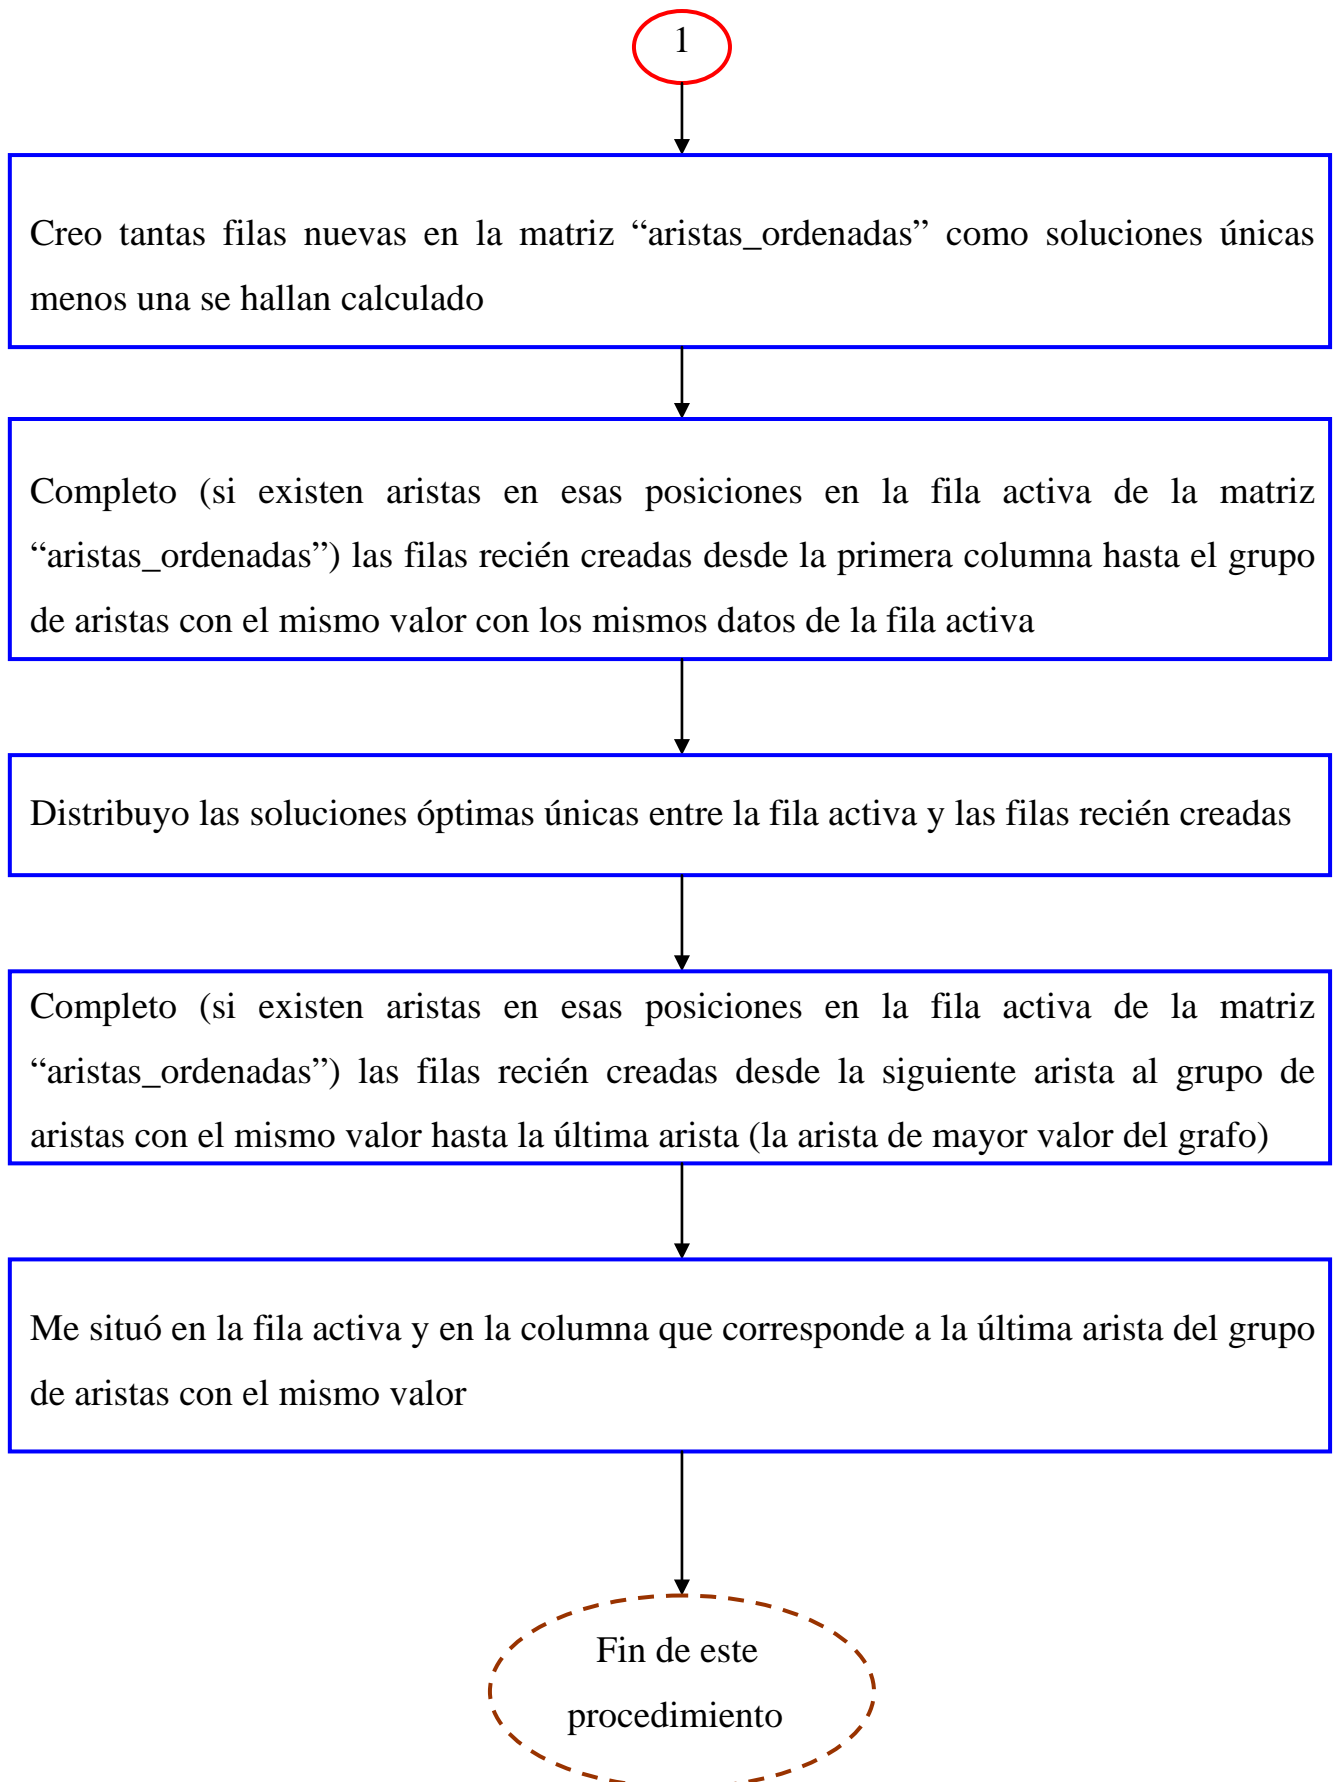 1
Creo tantas filas nuevas en la matriz “aristas_ordenadas” como soluciones únicas
menos una se hallan calculado
Completo (si existen aristas en esas posiciones en la fila activa de la matriz
“aristas_ordenadas”) las filas recién creadas desde la primera columna hasta el grupo
de aristas con el mismo valor con los mismos datos de la fila activa
Distribuyo las soluciones óptimas únicas entre la fila activa y las filas recién creadas
Completo (si existen aristas en esas posiciones en la fila activa de la matriz
“aristas_ordenadas”) las filas recién creadas desde la siguiente arista al grupo de
aristas con el mismo valor hasta la última arista (la arista de mayor valor del grafo)
Me situó en la fila activa y en la columna que corresponde a la última arista del grupo
de aristas con el mismo valor
Fin de este
procedimiento